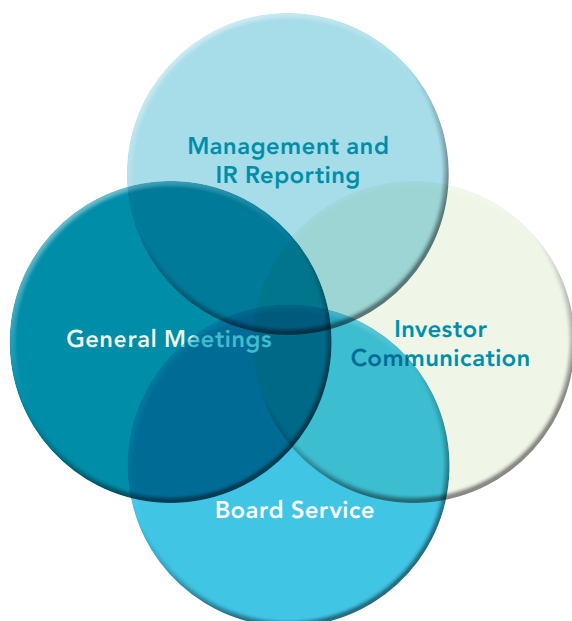 Management and
IR Reporting
General Meetings
Investor
Communication
Board Service